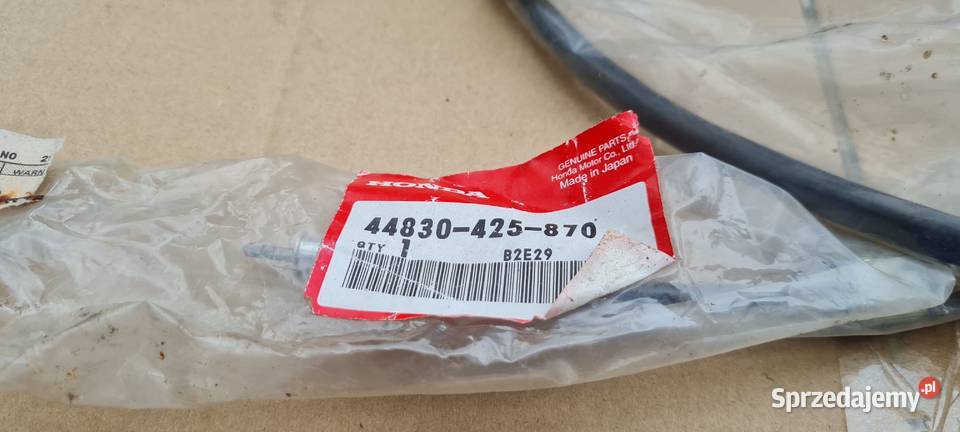 NO 2
WARN
HONDA
GENUINE PARTS
Honda Motor Co., Ltd.
Made in Japan
44830-425-870
QTY 1 B2E29
Sprzedajemy.pl